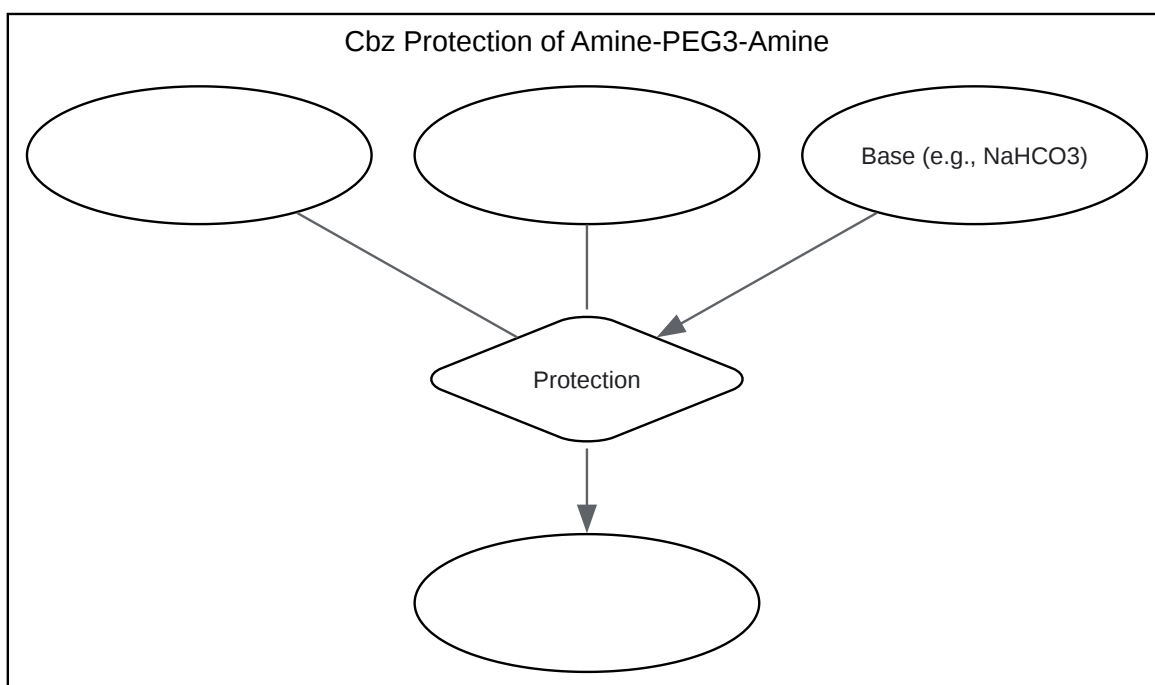 Cbz Protection of Amine-PEG3-Amine
Base (e.g., NaHCO3)
Protection